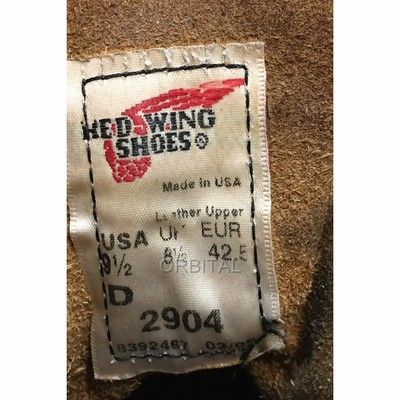 RED WING
SHOES ®
Made in USA
Leather Upper
USA UK EUR
9½ 8½ 42.5
ORBITAL
D
2904
8392467